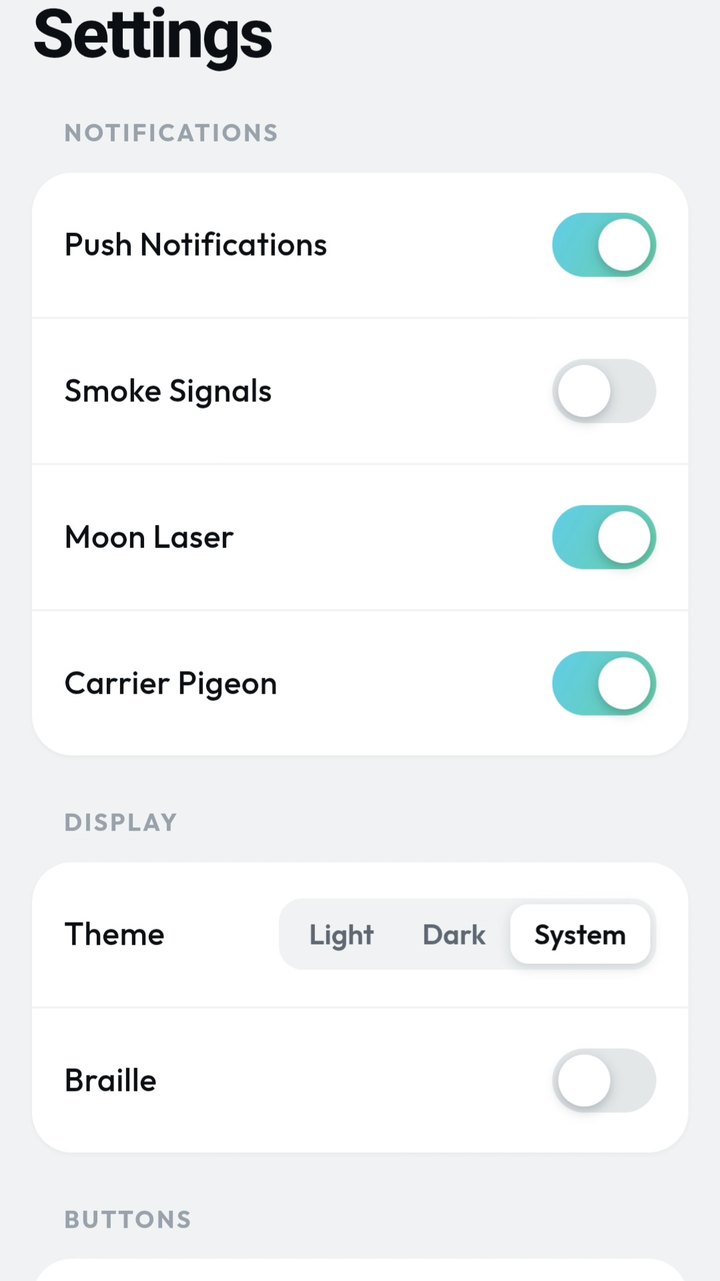 Settings
NOTIFICATIONS
Push Notifications
Smoke Signals
Moon Laser
Carrier Pigeon
DISPLAY
Theme Light Dark System
Braille
BUTTONS